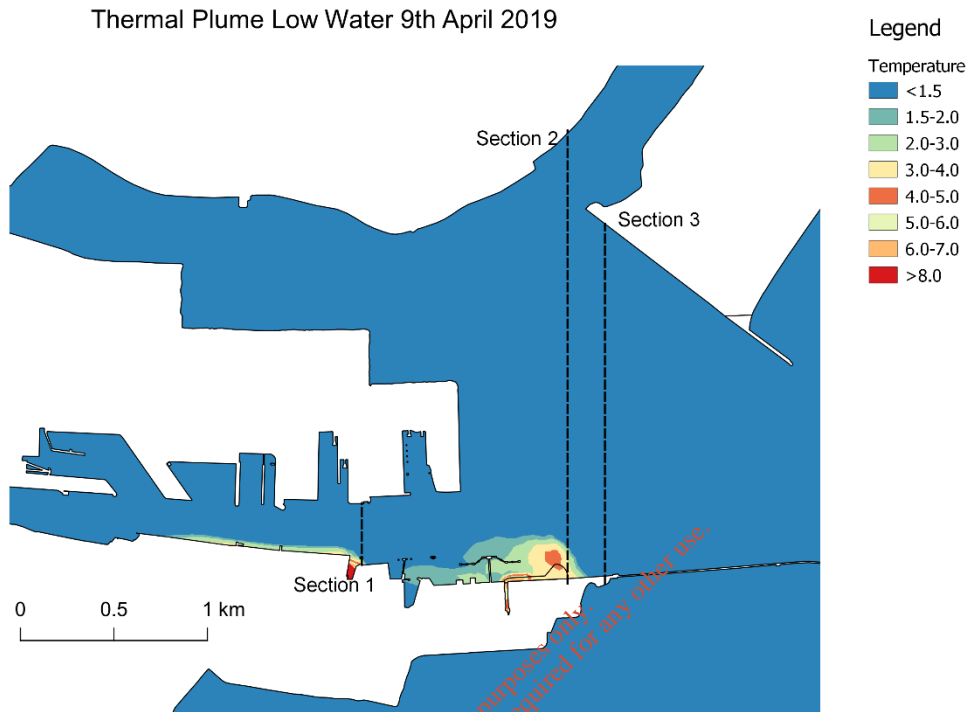 Thermal Plume Low Water 9th April 2019
Legend
Temperature
<1.5
1.5-2.0
2.0-3.0
3.0-4.0
4.0-5.0
5.0-6.0
6.0-7.0
>8.0
Section 2
Section 3
Section 1
0 0.5 1 km
purposes only.
required for any other use.